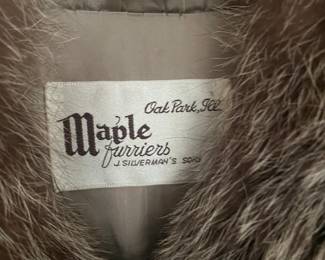 Oak Park, Ill
Maple
furriers
J. SILVERMAN'S SONS